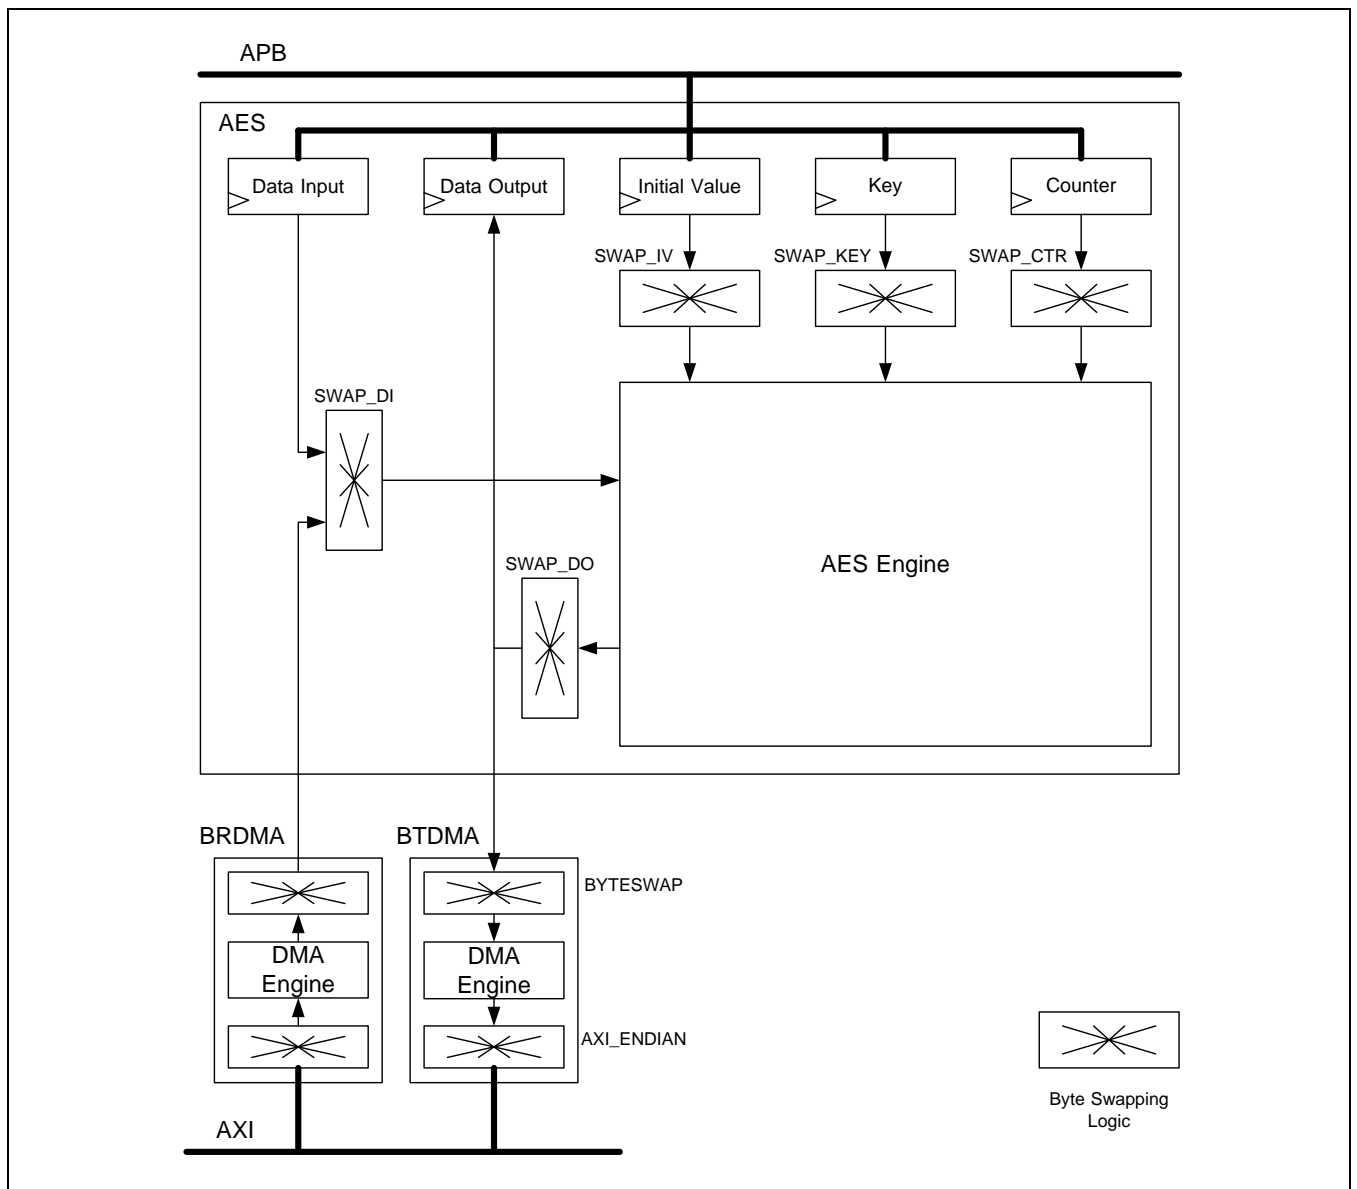 APB
AES
Data Input
Data Output
Initial Value
Key
Counter
SWAP_IV
SWAP_KEY
SWAP_CTR
SWAP_DI
SWAP_DO
AES Engine
BRDMA
BTDMA
BYTESWAP
DMA
Engine
DMA
Engine
AXI_ENDIAN
Byte Swapping
Logic
AXI